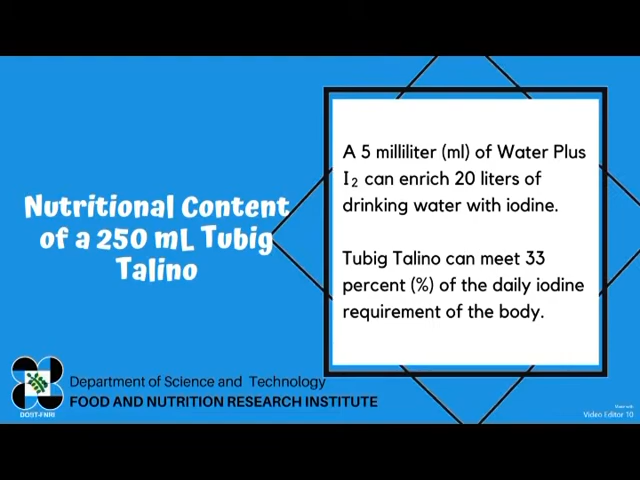 Nutritional Content
of a 250 mL Tubig
Talino
A 5 milliliter (ml) of Water Plus
I₂ can enrich 20 liters of
drinking water with iodine.
Tubig Talino can meet 33
percent (%) of the daily iodine
requirement of the body.
DOST-FNRI
Department of Science and Technology
FOOD AND NUTRITION RESEARCH INSTITUTE
Made with
Video Editor 10